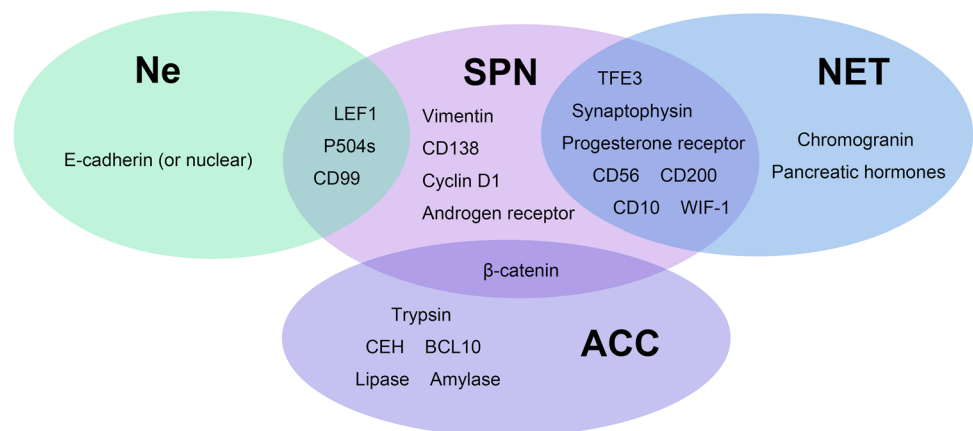 Ne
E-cadherin (or nuclear)
LEF1
P504s
CD99
SPN
Vimentin
CD138
Cyclin D1
Androgen receptor
TFE3
Synaptophysin
Progesterone receptor
CD56 CD200
CD10 WIF-1
NET
Chromogranin
Pancreatic hormones
β-catenin
Trypsin
CEH BCL10
Lipase Amylase
ACC